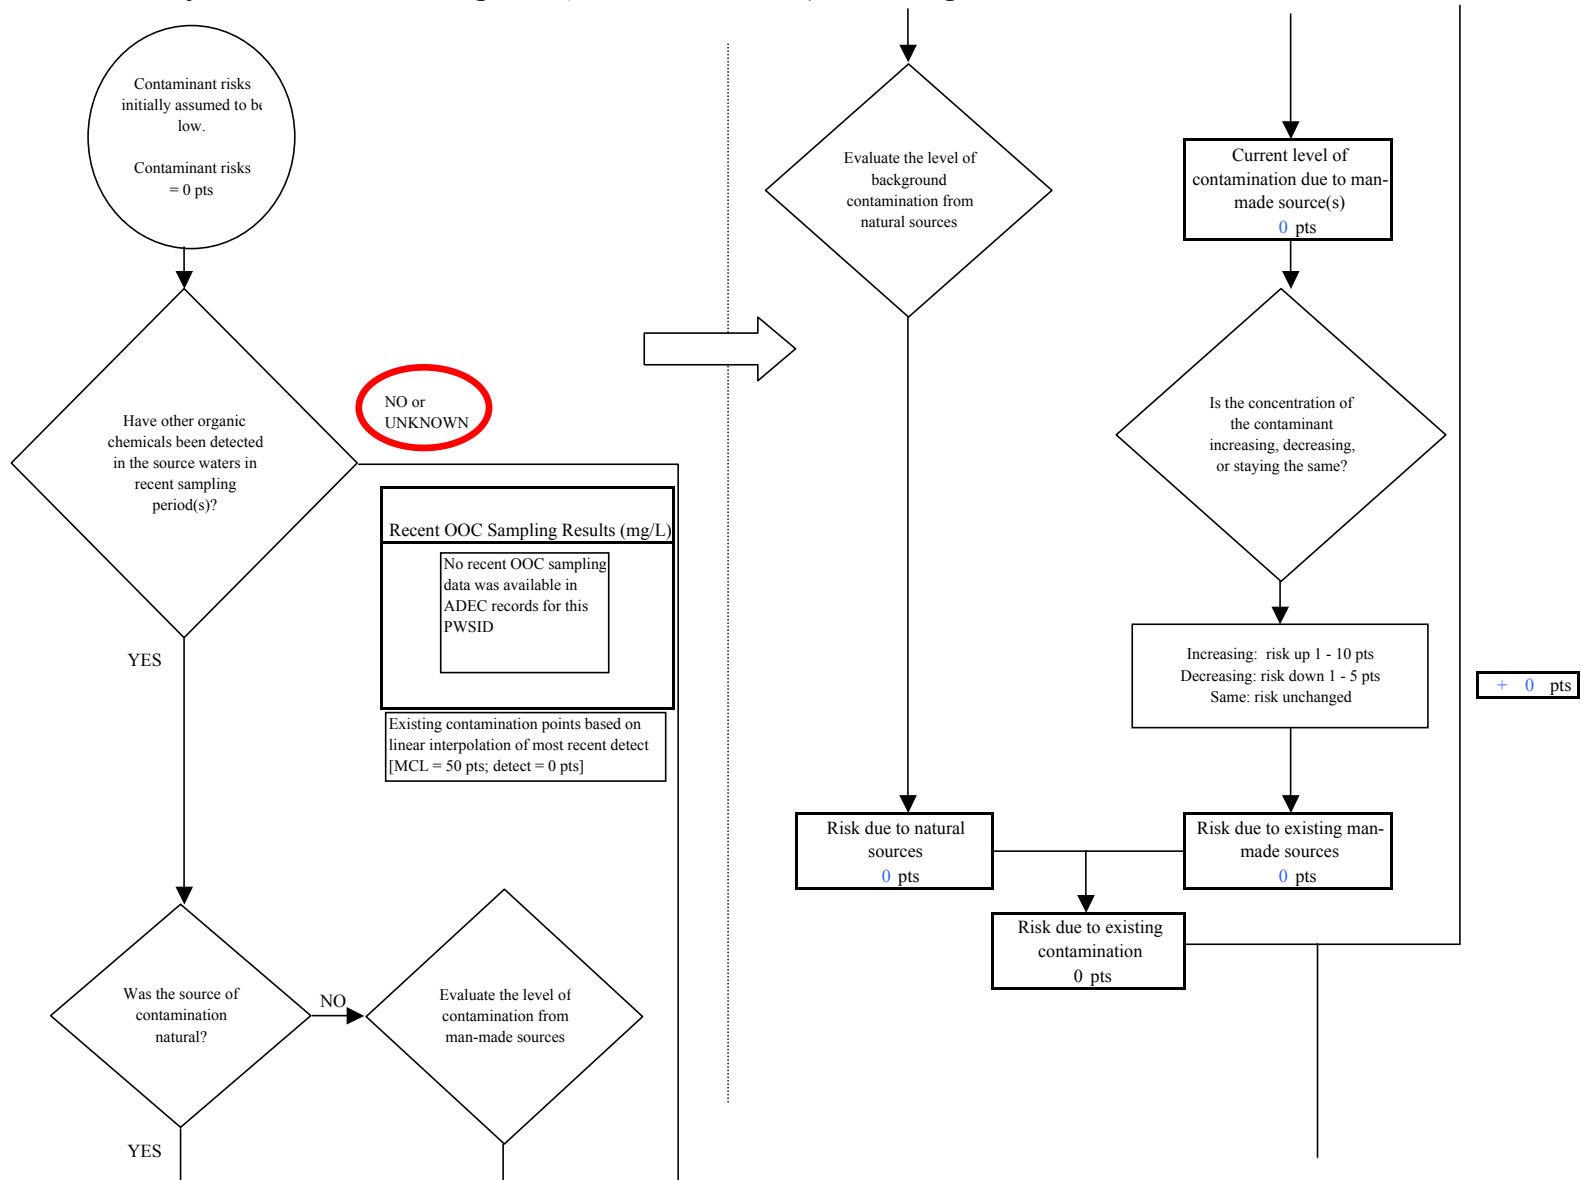 Contaminant risks
initially assumed to be
low.
Contaminant risks
= 0 pts
Have other organic
chemicals been detected
in the source waters in
recent sampling
period(s)?
NO or
UNKNOWN
Recent OOC Sampling Results (mg/L)
No recent OOC sampling
data was available in
ADEC records for this
PWSID
Existing contamination points based on
linear interpolation of most recent detect
[MCL = 50 pts; detect = 0 pts]
YES
Was the source of
contamination
natural?
NO
Evaluate the level of
contamination from
man-made sources
YES
Evaluate the level of
background
contamination from
natural sources
Current level of
contamination due to man-
made source(s)
0 pts
Is the concentration of
the contaminant
increasing, decreasing,
or staying the same?
Increasing: risk up 1 - 10 pts
Decreasing: risk down 1 - 5 pts
Same: risk unchanged
+ 0 pts
Risk due to natural
sources
0 pts
Risk due to existing man-
made sources
0 pts
Risk due to existing
contamination
0 pts